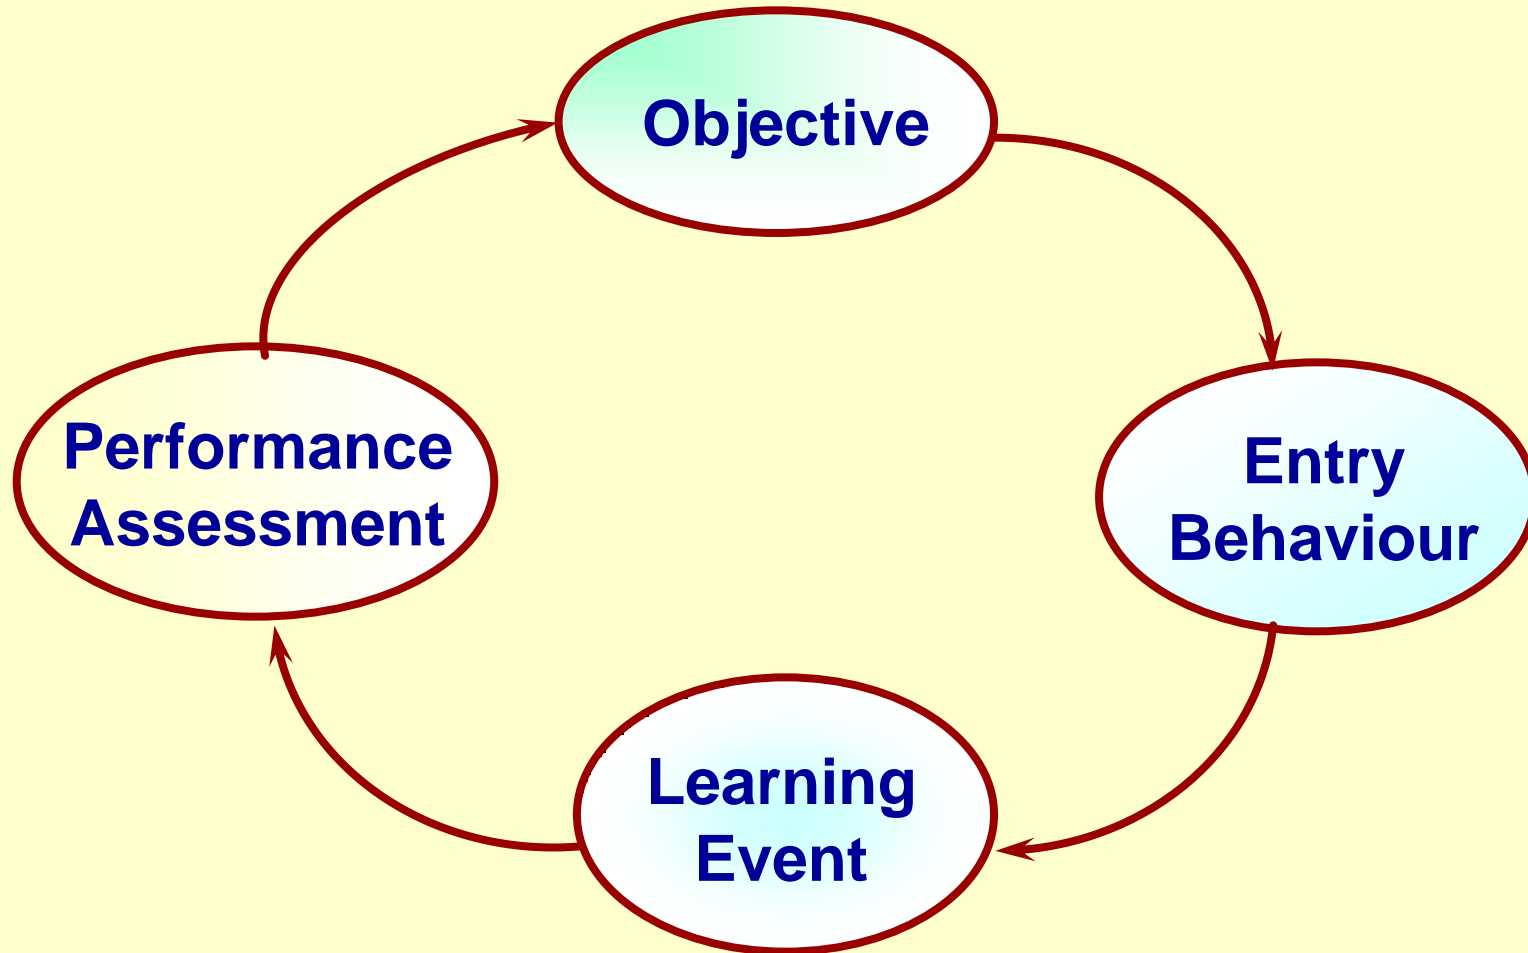 Objective
Entry
Behaviour
Learning
Event
Performance
Assessment